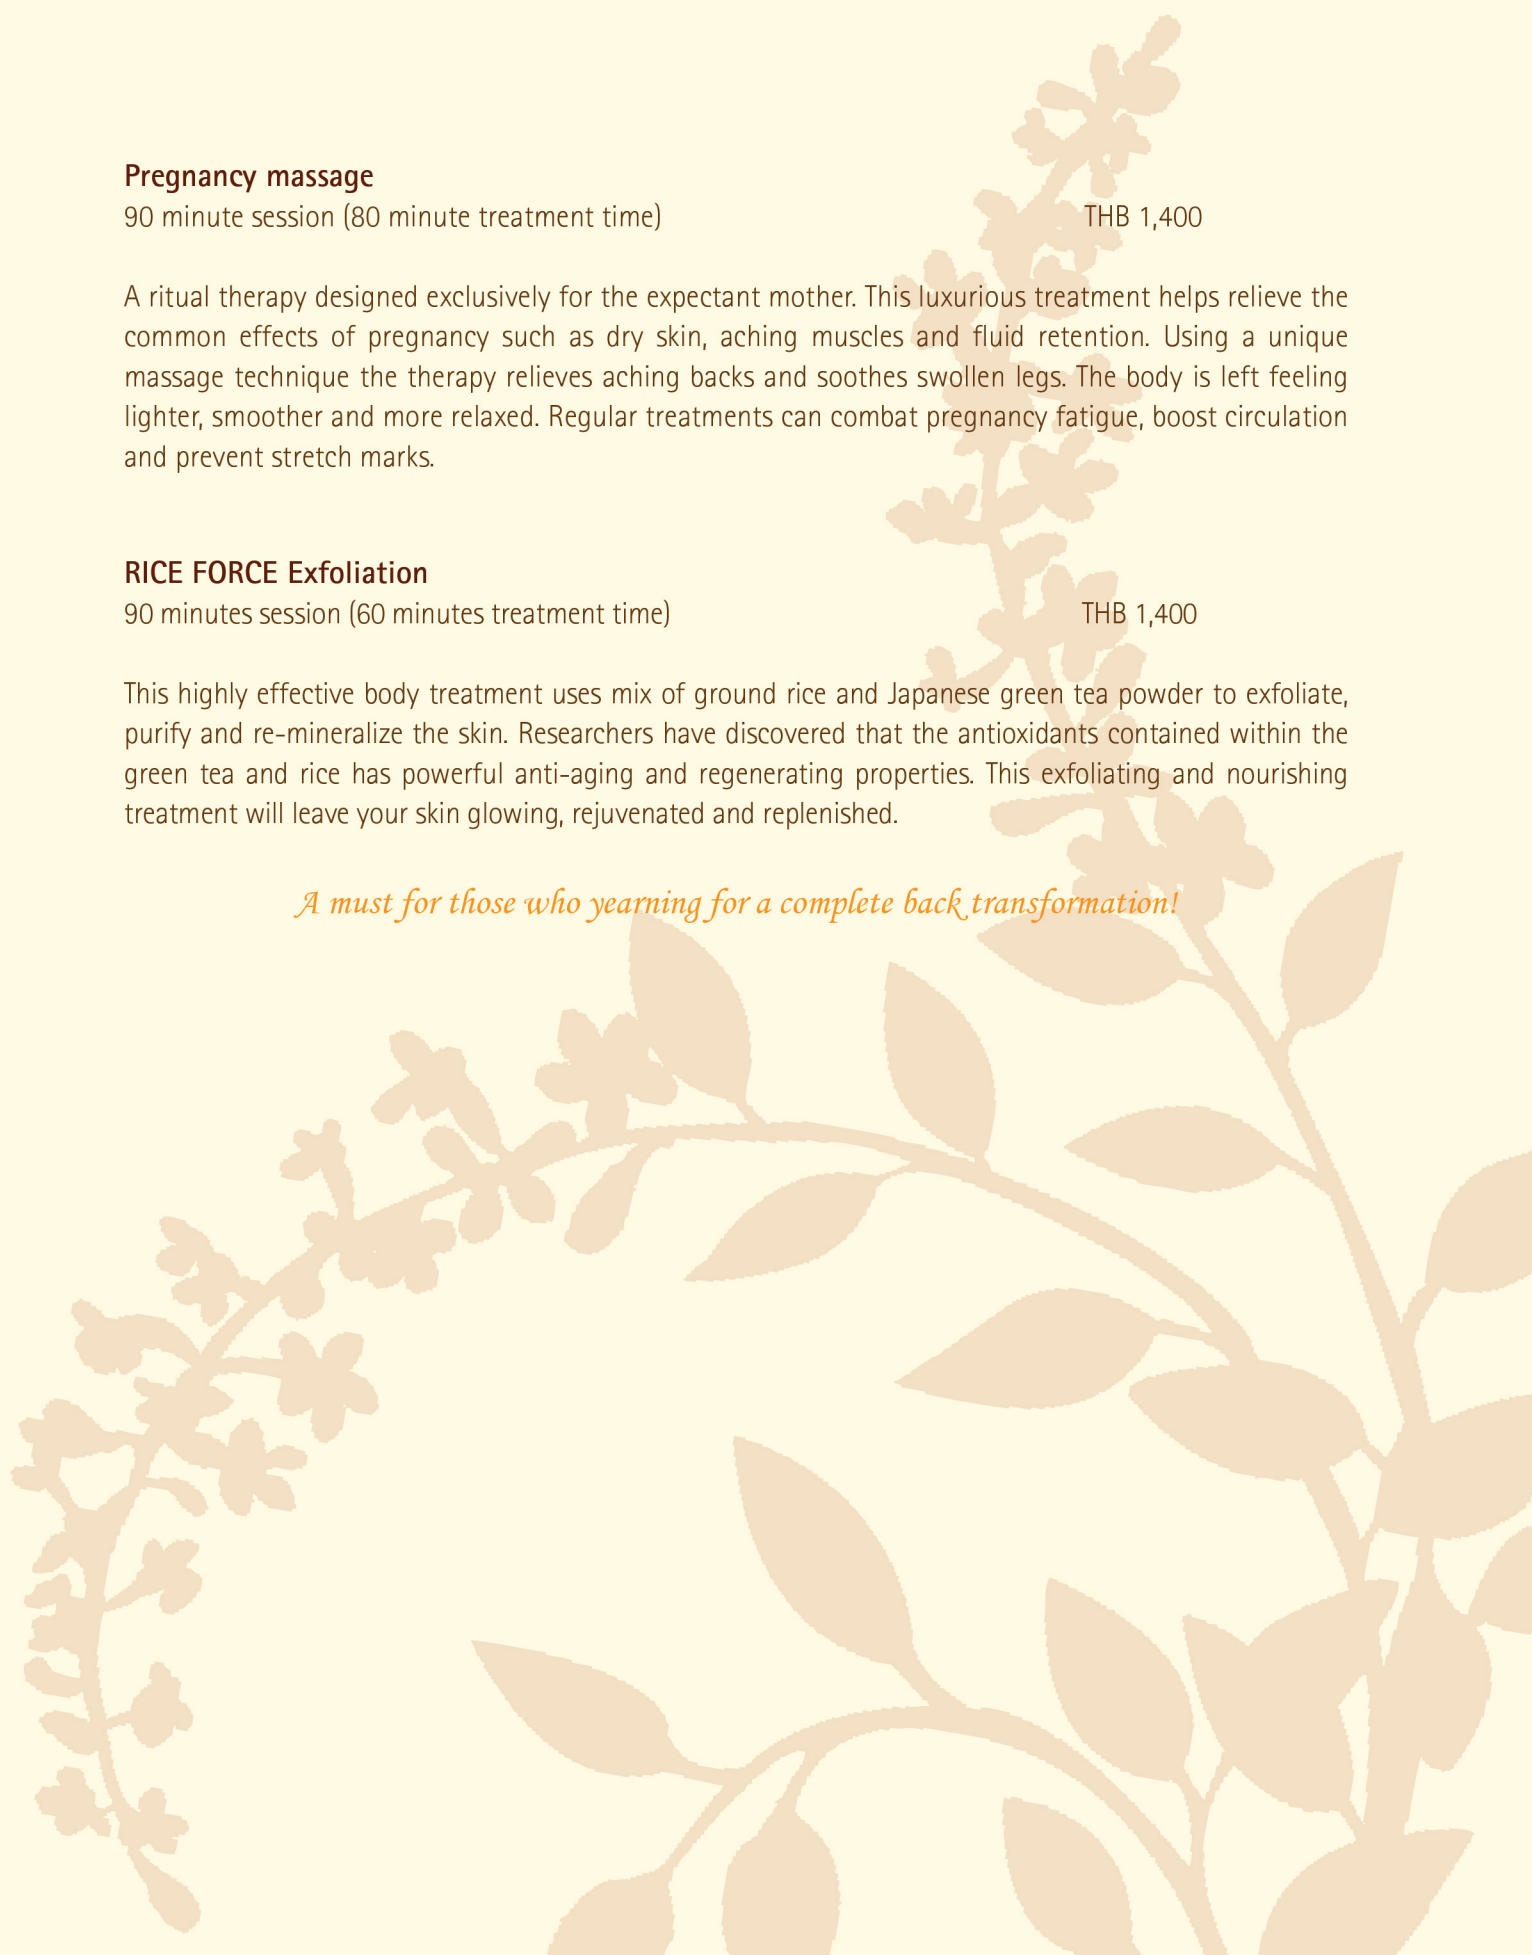 Pregnancy massage
90 minute session (80 minute treatment time) THB 1,400
A ritual therapy designed exclusively for the expectant mother. This luxurious treatment helps relieve the
common effects of pregnancy such as dry skin, aching muscles and fluid retention. Using a unique
massage technique the therapy relieves aching backs and soothes swollen legs. The body is left feeling
lighter, smoother and more relaxed. Regular treatments can combat pregnancy fatigue, boost circulation
and prevent stretch marks.
RICE FORCE Exfoliation
90 minutes session (60 minutes treatment time) THB 1,400
This highly effective body treatment uses mix of ground rice and Japanese green tea powder to exfoliate,
purify and re-mineralize the skin. Researchers have discovered that the antioxidants contained within the
green tea and rice has powerful anti-aging and regenerating properties. This exfoliating and nourishing
treatment will leave your skin glowing, rejuvenated and replenished.
A must for those who yearning for a complete back transformation!